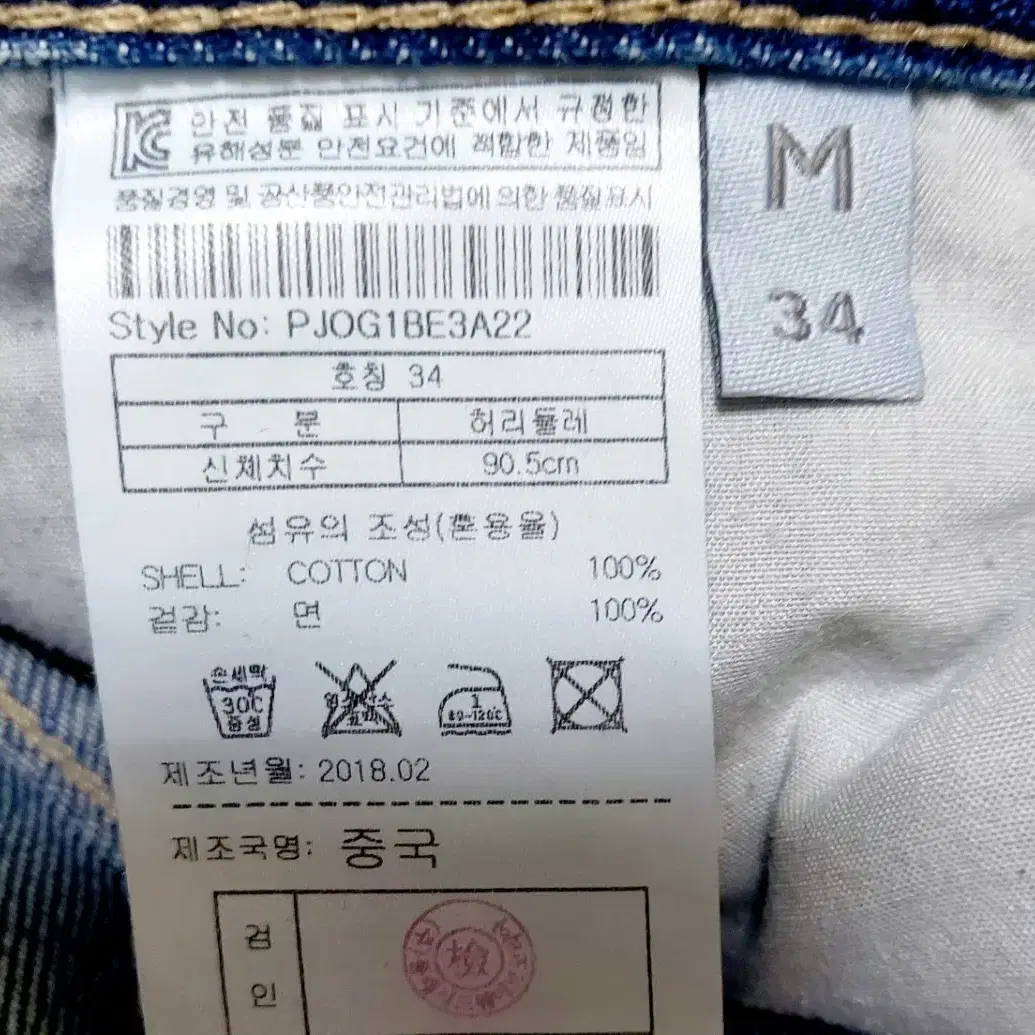 KC 안전 품질 표시 기준에서 규정한
유해성분 안전요건에 적합한 제품임
품질경영 및 공산품안전관리법에 의한 품질표시
Style No: PJOG1BE3A22
호칭 34
구 분 허리둘레
신체치수 90.5cm
섬유의 조성(혼용율)
SHELL: COTTON 100%
겉감: 면 100%
손세탁
30℃
중성
1
80~120℃
제조년월: 2018.02
제조국명: 중국
검
인
檢
M
34